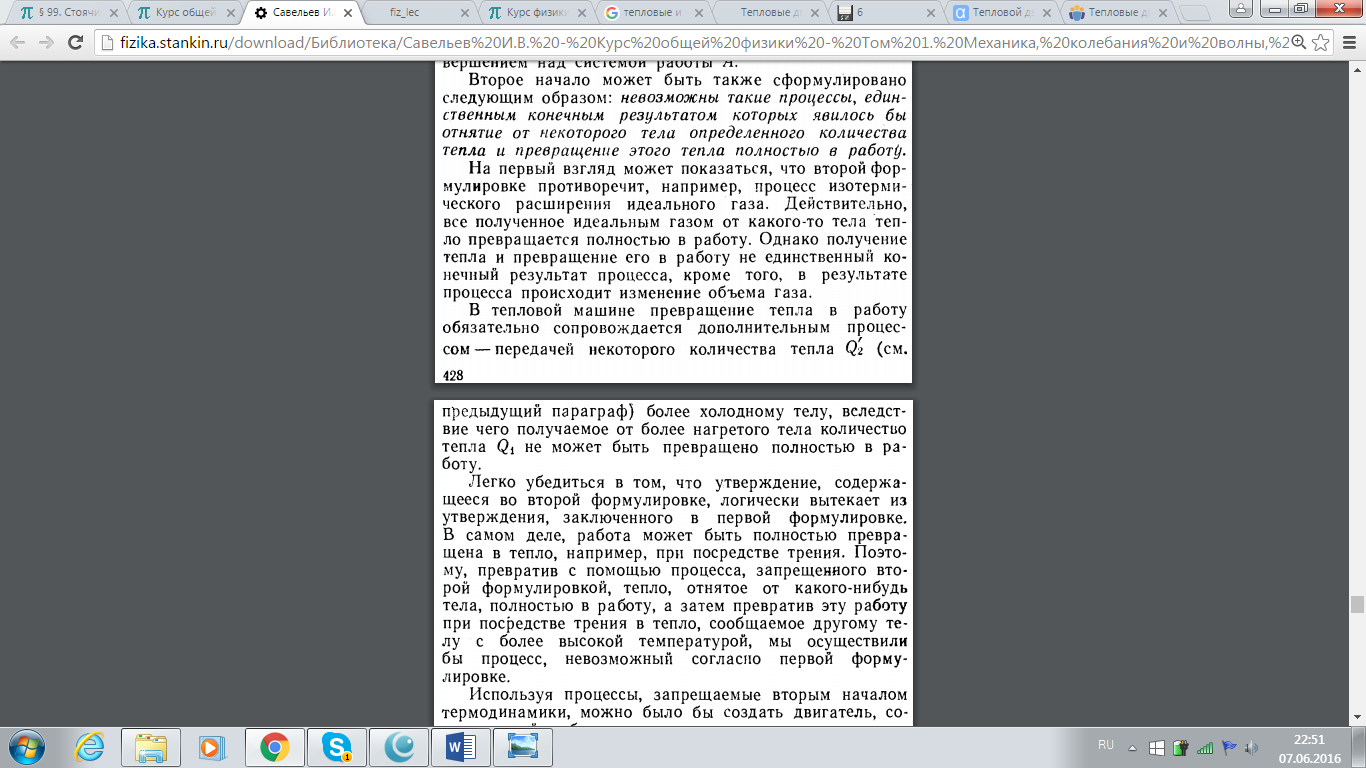 § 99. Стоячи
Курс общей
Савельев И.
fiz_lec
Курс физики
тепловые и
Тепловые д
6
Тепловой д
Тепловые д
fizika.stankin.ru/download/Библиотека/Савельев%20И.В.%20-%20Курс%20общей%20физики%20-%20Том%201.%20Механика,%20колебания%20и%20волны,%2
вершением над системой работы A.
Второе начало может быть также сформулировано
следующим образом: невозможны такие процессы, един-
ственным конечным результатом которых явилось бы
отнятие от некоторого тела определенного количества
тепла и превращение этого тепла полностью в работу.
На первый взгляд может показаться, что второй фор-
мулировке противоречит, например, процесс изотерми-
ческого расширения идеального газа. Действительно,
все полученное идеальным газом от какого-то тела теп-
ло превращается полностью в работу. Однако получение
тепла и превращение его в работу не единственный ко-
нечный результат процесса, кроме того, в результате
процесса происходит изменение объема газа.
В тепловой машине превращение тепла в работу
обязательно сопровождается дополнительным процес-
сом — передачей некоторого количества тепла Q′₂ (см.
428
предыдущий параграф) более холодному телу, вследст-
вие чего получаемое от более нагретого тела количество
тепла Q₁ не может быть превращено полностью в ра-
боту.
Легко убедиться в том, что утверждение, содержа-
щееся во второй формулировке, логически вытекает из
утверждения, заключенного в первой формулировке.
В самом деле, работа может быть полностью превра-
щена в тепло, например, при посредстве трения. Поэто-
му, превратив с помощью процесса, запрещенного вто-
рой формулировкой, тепло, отнятое от какого-нибудь
тела, полностью в работу, а затем превратив эту работу
при посредстве трения в тепло, сообщаемое другому те-
лу с более высокой температурой, мы осуществили
бы процесс, невозможный согласно первой форму-
лировке.
Используя процессы, запрещаемые вторым началом
термодинамики, можно было бы создать двигатель, со-
RU
22:51
07.06.2016